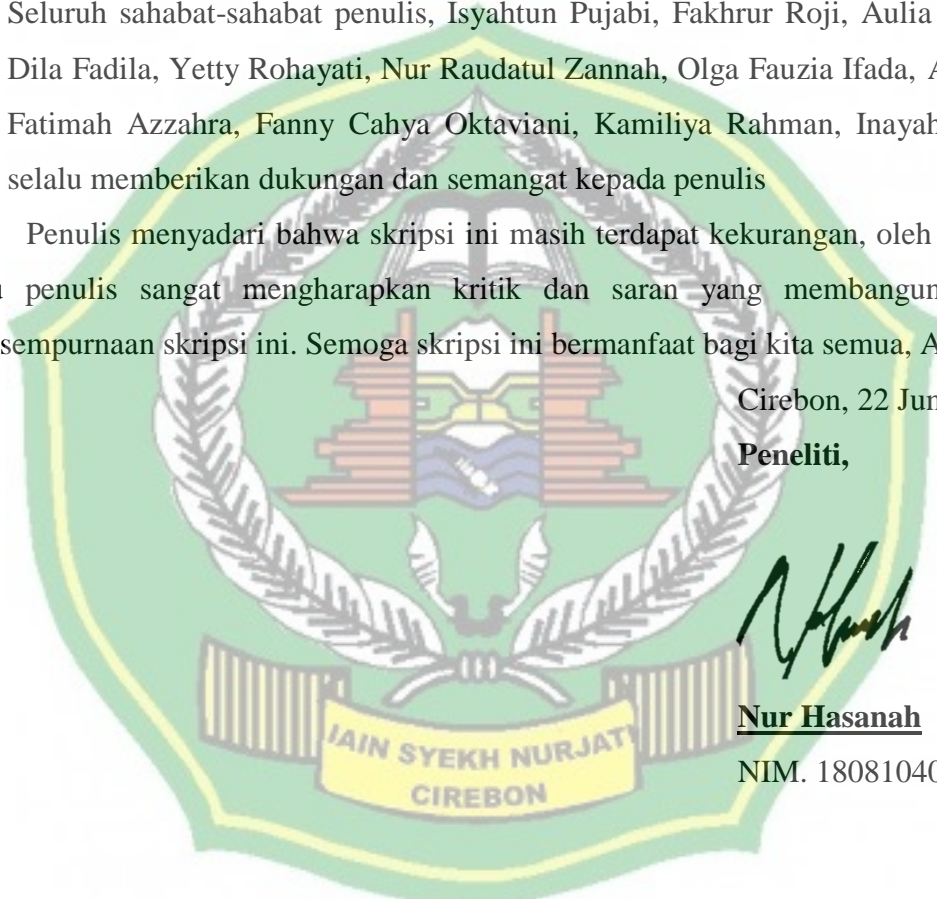 Seluruh sahabat-sahabat penulis, Isyahtun Pujabi, Fakhrur Roji, Aulia
Dila Fadila, Yetty Rohayati, Nur Raudatul Zannah, Olga Fauzia Ifada, A
Fatimah Azzahra, Fanny Cahya Oktaviani, Kamiliya Rahman, Inayah
selalu memberikan dukungan dan semangat kepada penulis
Penulis menyadari bahwa skripsi ini masih terdapat kekurangan, oleh
penulis sangat mengharapkan kritik dan saran yang membangun
sempurnaan skripsi ini. Semoga skripsi ini bermanfaat bagi kita semua, A
Cirebon, 22 Jun
Peneliti,
Nur Hasanah
NIM. 18081040
IAIN SYEKH NURJATI
CIREBON